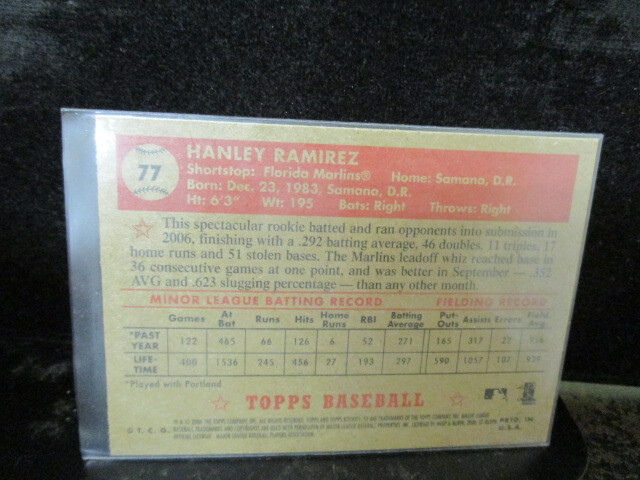 77
HANLEY RAMIREZ
Shortstop: Florida Marlins® Home: Samana, D.R.
Born: Dec. 23, 1983, Samana, D.R.
Ht: 6'3" Wt: 195 Bats: Right Throws: Right
This spectacular rookie batted and ran opponents into submission in
2006, finishing with a .292 batting average, 46 doubles, 11 triples, 17
home runs and 51 stolen bases. The Marlins leadoff whiz reached base in
36 consecutive games at one point, and was better in September — .352
AVG and .623 slugging percentage — than any other month.
MINOR LEAGUE BATTING RECORD FIELDING RECORD
Games At Bat Runs Hits Home Runs RBI Batting Average Put-Outs Assists Errors Field. Avg.
*PAST YEAR 122 465 66 126 6 52 271 165 317
LIFE-TIME 400 1536 245 456 27 193 297 590 1057
*Played with Portland
TOPPS BASEBALL
© T. C. G.
PRTD. IN
U.S.A.